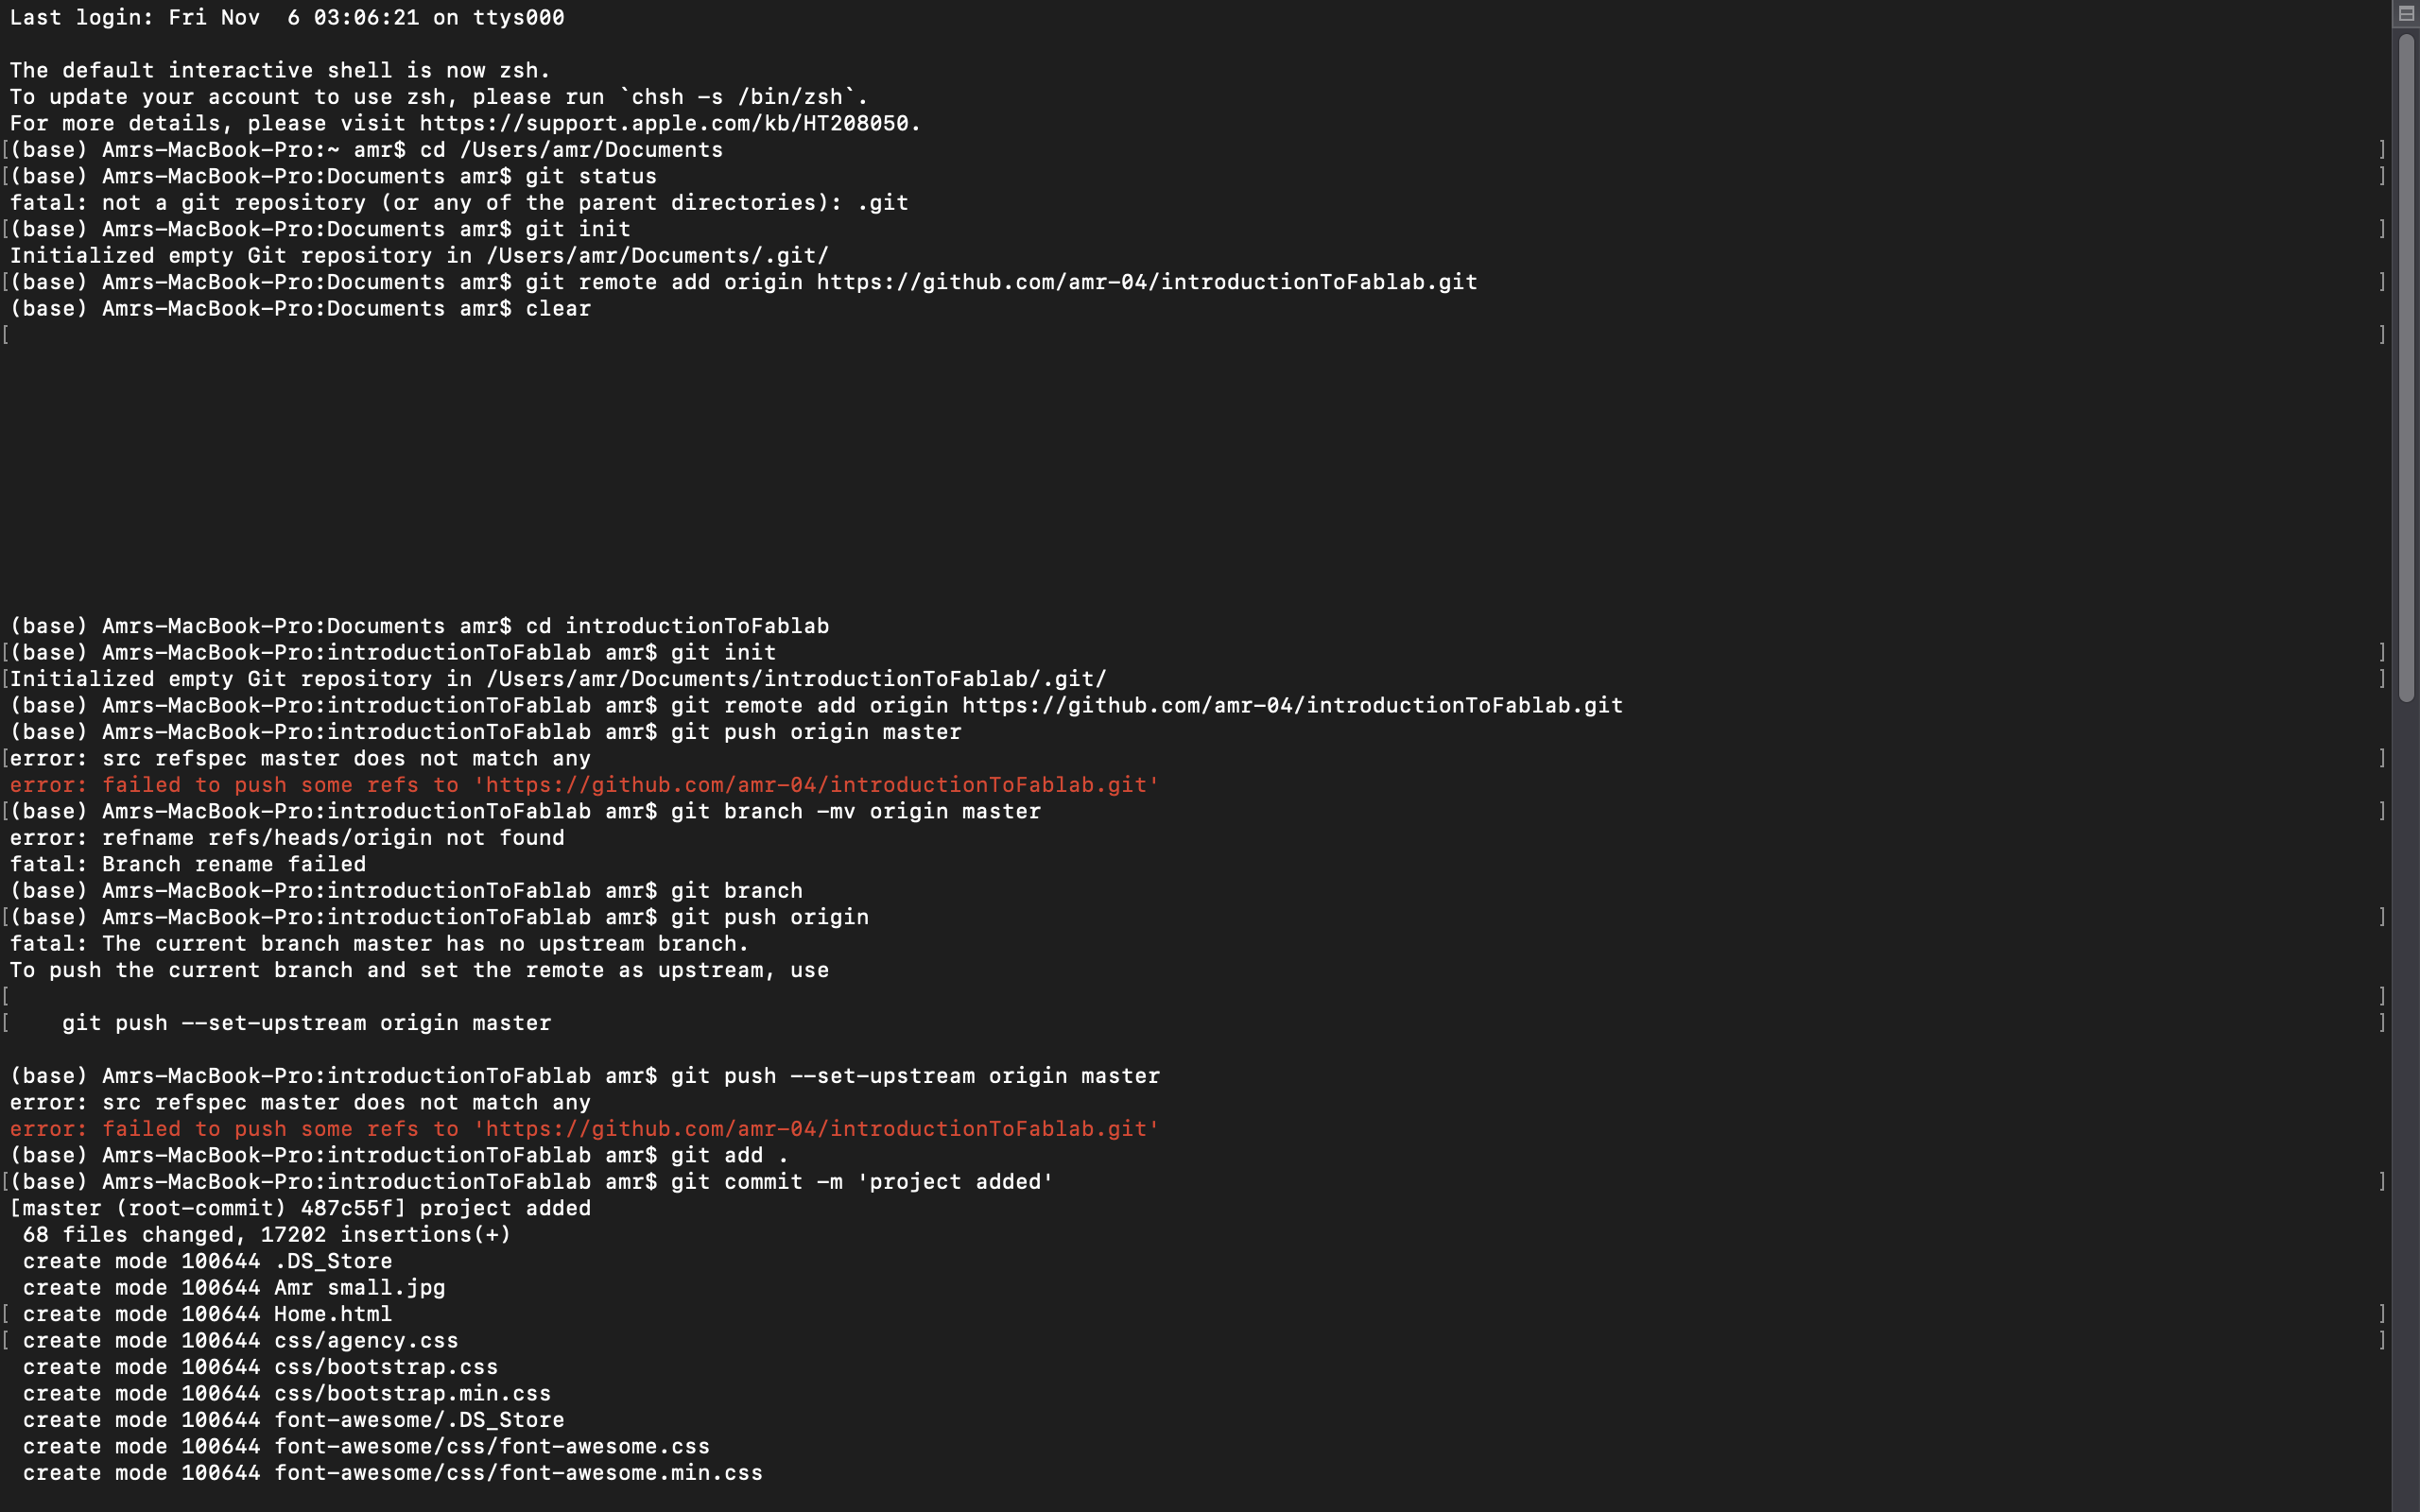 Last login: Fri Nov  6 03:06:21 on ttys000

The default interactive shell is now zsh.
To update your account to use zsh, please run `chsh -s /bin/zsh`.
For more details, please visit https://support.apple.com/kb/HT208050.
[(base) Amrs-MacBook-Pro:~ amr$ cd /Users/amr/Documents ]
[(base) Amrs-MacBook-Pro:Documents amr$ git status ]
fatal: not a git repository (or any of the parent directories): .git
[(base) Amrs-MacBook-Pro:Documents amr$ git init ]
Initialized empty Git repository in /Users/amr/Documents/.git/
[(base) Amrs-MacBook-Pro:Documents amr$ git remote add origin https://github.com/amr-04/introductionToFablab.git ]
(base) Amrs-MacBook-Pro:Documents amr$ clear
[ ]
(base) Amrs-MacBook-Pro:Documents amr$ cd introductionToFablab
[(base) Amrs-MacBook-Pro:introductionToFablab amr$ git init ]
[Initialized empty Git repository in /Users/amr/Documents/introductionToFablab/.git/ ]
(base) Amrs-MacBook-Pro:introductionToFablab amr$ git remote add origin https://github.com/amr-04/introductionToFablab.git
(base) Amrs-MacBook-Pro:introductionToFablab amr$ git push origin master
[error: src refspec master does not match any ]
error: failed to push some refs to 'https://github.com/amr-04/introductionToFablab.git'
[(base) Amrs-MacBook-Pro:introductionToFablab amr$ git branch -mv origin master ]
error: refname refs/heads/origin not found
fatal: Branch rename failed
(base) Amrs-MacBook-Pro:introductionToFablab amr$ git branch
[(base) Amrs-MacBook-Pro:introductionToFablab amr$ git push origin ]
fatal: The current branch master has no upstream branch.
To push the current branch and set the remote as upstream, use
[ ]
[    git push --set-upstream origin master ]

(base) Amrs-MacBook-Pro:introductionToFablab amr$ git push --set-upstream origin master
error: src refspec master does not match any
error: failed to push some refs to 'https://github.com/amr-04/introductionToFablab.git'
(base) Amrs-MacBook-Pro:introductionToFablab amr$ git add .
[(base) Amrs-MacBook-Pro:introductionToFablab amr$ git commit -m 'project added' ]
[master (root-commit) 487c55f] project added
 68 files changed, 17202 insertions(+)
 create mode 100644 .DS_Store
 create mode 100644 Amr small.jpg
[ create mode 100644 Home.html ]
[ create mode 100644 css/agency.css ]
 create mode 100644 css/bootstrap.css
 create mode 100644 css/bootstrap.min.css
 create mode 100644 font-awesome/.DS_Store
 create mode 100644 font-awesome/css/font-awesome.css
 create mode 100644 font-awesome/css/font-awesome.min.css